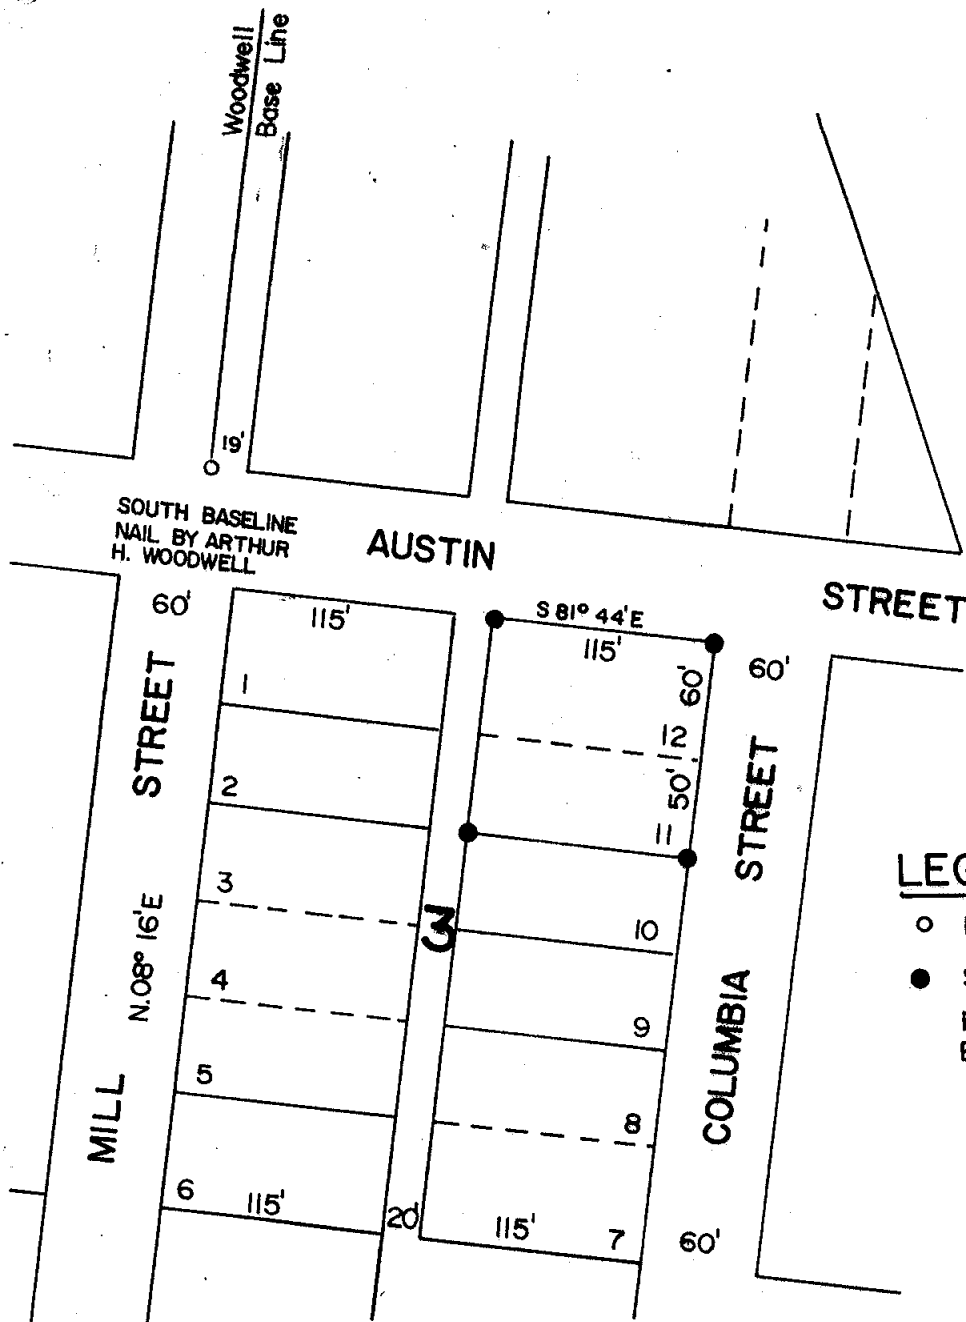 Woodwell
Base Line
19'
SOUTH BASELINE
NAIL BY ARTHUR
H. WOODWELL
AUSTIN STREET
60'
115'
S 81° 44' E
115'
60'
60'
1
12
50'
2
11
3
10
4
9
5
8
6
115'
20'
115'
7
60'
3
MILL STREET
N.08° 16' E
COLUMBIA STREET